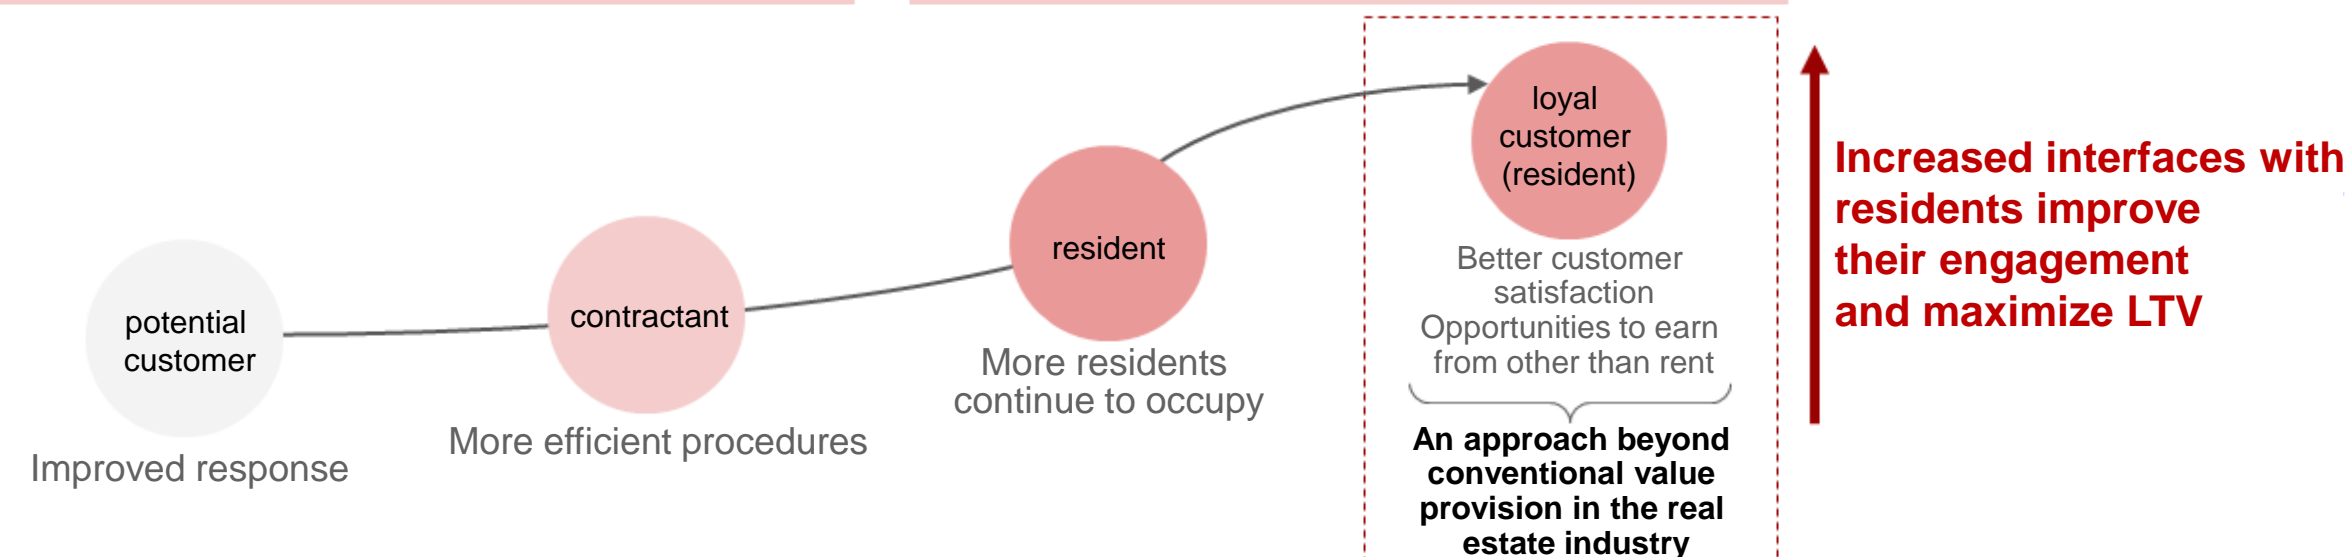 potential
customer
Improved response
contractant
More efficient procedures
resident
More residents
continue to occupy
loyal
customer
(resident)
Better customer
satisfaction
Opportunities to earn
from other than rent
An approach beyond
conventional value
provision in the real
estate industry
Increased interfaces with
residents improve
their engagement
and maximize LTV